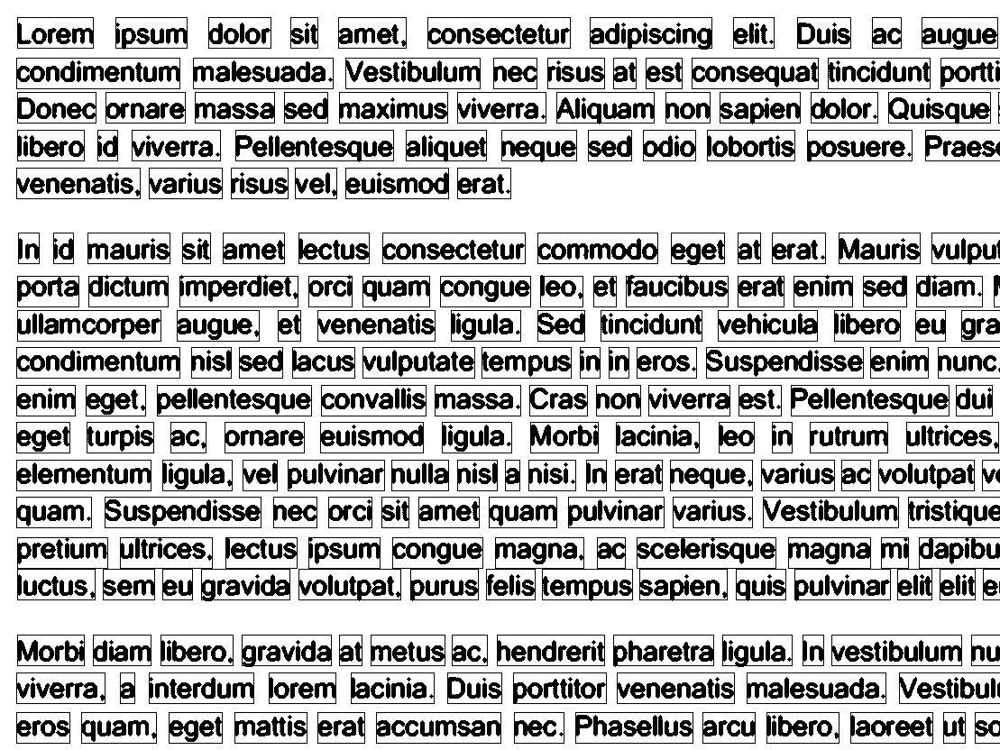 Lorem ipsum dolor sit amet, consectetur adipiscing elit. Duis ac augue
condimentum malesuada. Vestibulum nec risus at est consequat tincidunt portti
Donec ornare massa sed maximus viverra. Aliquam non sapien dolor. Quisque
libero id viverra. Pellentesque aliquet neque sed odio lobortis posuere. Praese
venenatis, varius risus vel, euismod erat.
In id mauris sit amet lectus consectetur commodo eget at erat. Mauris vulput
porta dictum imperdiet, orci quam congue leo, et faucibus erat enim sed diam.
ullamcorper augue, et venenatis ligula. Sed tincidunt vehicula libero eu gra
condimentum nisl sed lacus vulputate tempus in in eros. Suspendisse enim nunc,
enim eget, pellentesque convallis massa. Cras non viverra est. Pellentesque dui
eget turpis ac, ornare euismod ligula. Morbi lacinia, leo in rutrum ultrices,
elementum ligula, vel pulvinar nulla nisl a nisi. In erat neque, varius ac volutpat ve
quam. Suspendisse nec orci sit amet quam pulvinar varius. Vestibulum tristique
pretium ultrices, lectus ipsum congue magna, ac scelerisque magna mi dapibu
luctus, sem eu gravida volutpat, purus felis tempus sapien, quis pulvinar elit elit e
Morbi diam libero, gravida at metus ac, hendrerit pharetra ligula. In vestibulum nu
viverra, a interdum lorem lacinia. Duis porttitor venenatis malesuada. Vestibulu
eros quam, eget mattis erat accumsan nec. Phasellus arcu libero, laoreet ut so